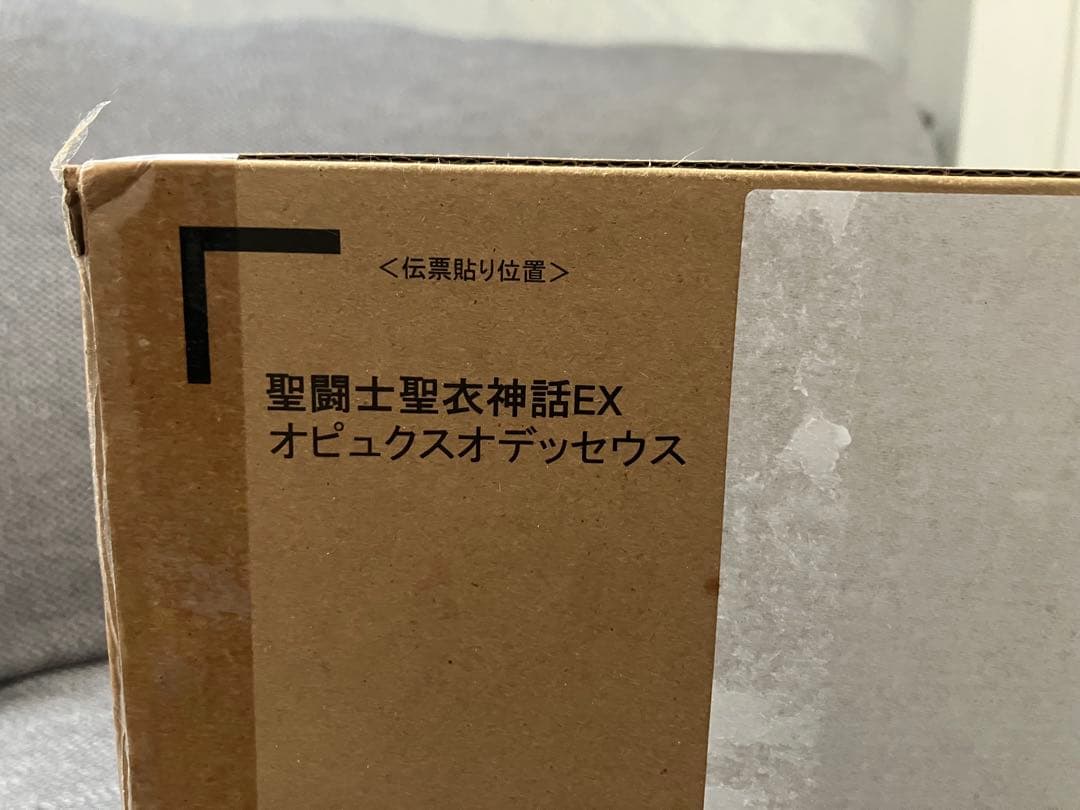 ＜伝票貼り位置＞
聖闘士聖衣神話EX
オピュクスオデッセウス